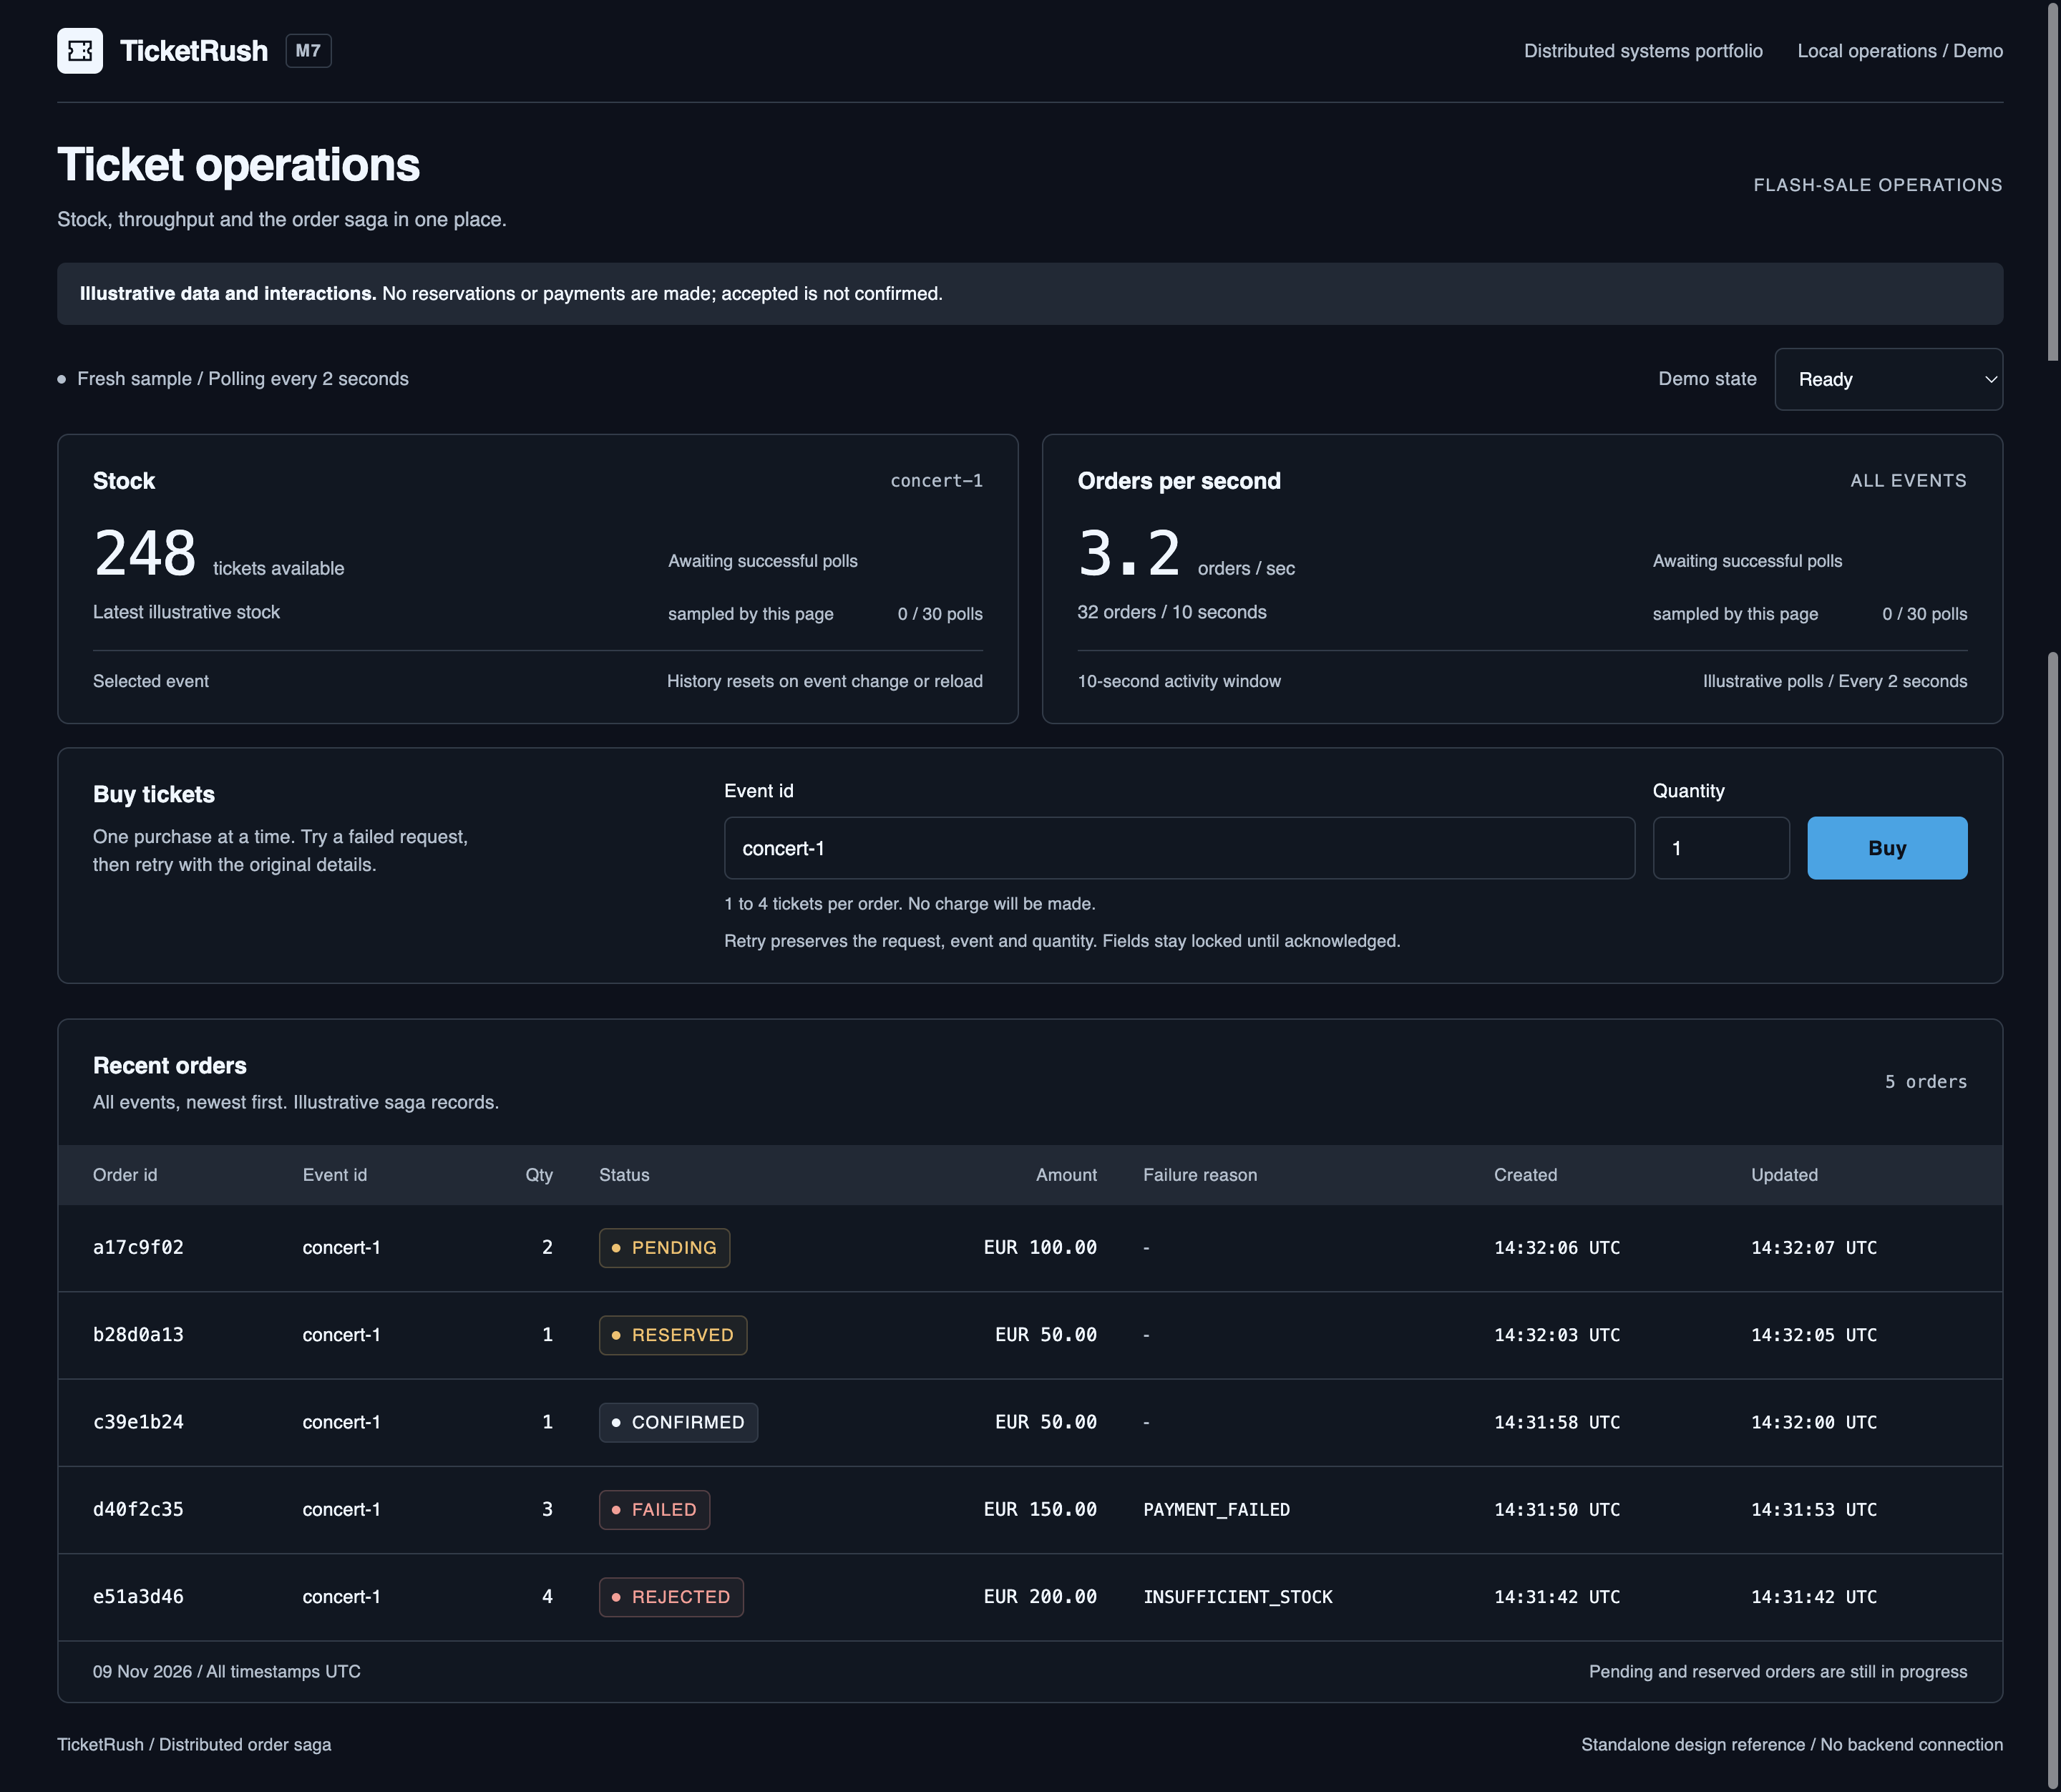 TicketRush M7
Distributed systems portfolio Local operations / Demo
Ticket operations
FLASH-SALE OPERATIONS
Stock, throughput and the order saga in one place.
Illustrative data and interactions. No reservations or payments are made; accepted is not confirmed.
Fresh sample / Polling every 2 seconds
Demo state Ready
Stock concert-1
248 tickets available
Awaiting successful polls
Latest illustrative stock
sampled by this page 0 / 30 polls
Selected event History resets on event change or reload
Orders per second ALL EVENTS
3.2 orders / sec
Awaiting successful polls
32 orders / 10 seconds
sampled by this page 0 / 30 polls
10-second activity window Illustrative polls / Every 2 seconds
Buy tickets
One purchase at a time. Try a failed request,
then retry with the original details.
Event id Quantity
concert-1 1 Buy
1 to 4 tickets per order. No charge will be made.
Retry preserves the request, event and quantity. Fields stay locked until acknowledged.
Recent orders
5 orders
All events, newest first. Illustrative saga records.
Order id Event id Qty Status Amount Failure reason Created Updated
a17c9f02 concert-1 2 PENDING EUR 100.00 - 14:32:06 UTC 14:32:07 UTC
b28d0a13 concert-1 1 RESERVED EUR 50.00 - 14:32:03 UTC 14:32:05 UTC
c39e1b24 concert-1 1 CONFIRMED EUR 50.00 - 14:31:58 UTC 14:32:00 UTC
d40f2c35 concert-1 3 FAILED EUR 150.00 PAYMENT_FAILED 14:31:50 UTC 14:31:53 UTC
e51a3d46 concert-1 4 REJECTED EUR 200.00 INSUFFICIENT_STOCK 14:31:42 UTC 14:31:42 UTC
09 Nov 2026 / All timestamps UTC Pending and reserved orders are still in progress
TicketRush / Distributed order saga Standalone design reference / No backend connection